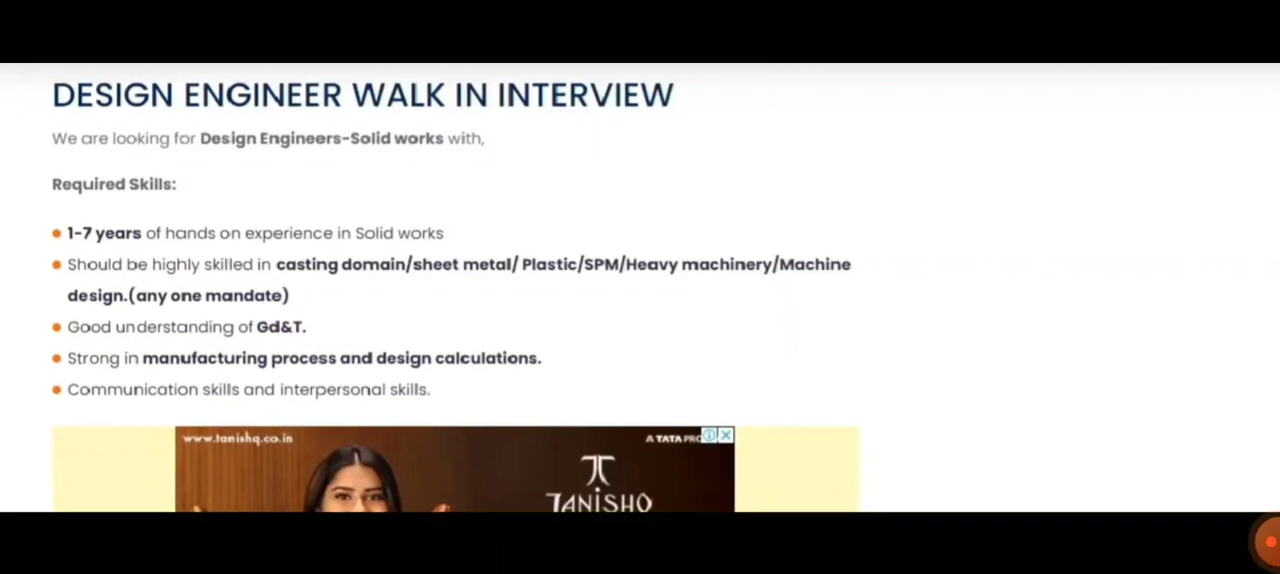 DESIGN ENGINEER WALK IN INTERVIEW
We are looking for Design Engineers-Solid works with,
Required Skills:
1-7 years of hands on experience in Solid works
Should be highly skilled in casting domain/sheet metal/ Plastic/SPM/Heavy machinery/Machine
design.(any one mandate)
Good understanding of Gd&T.
Strong in manufacturing process and design calculations.
Communication skills and interpersonal skills.
www.tanishq.co.in
A TATA
TANISHQ